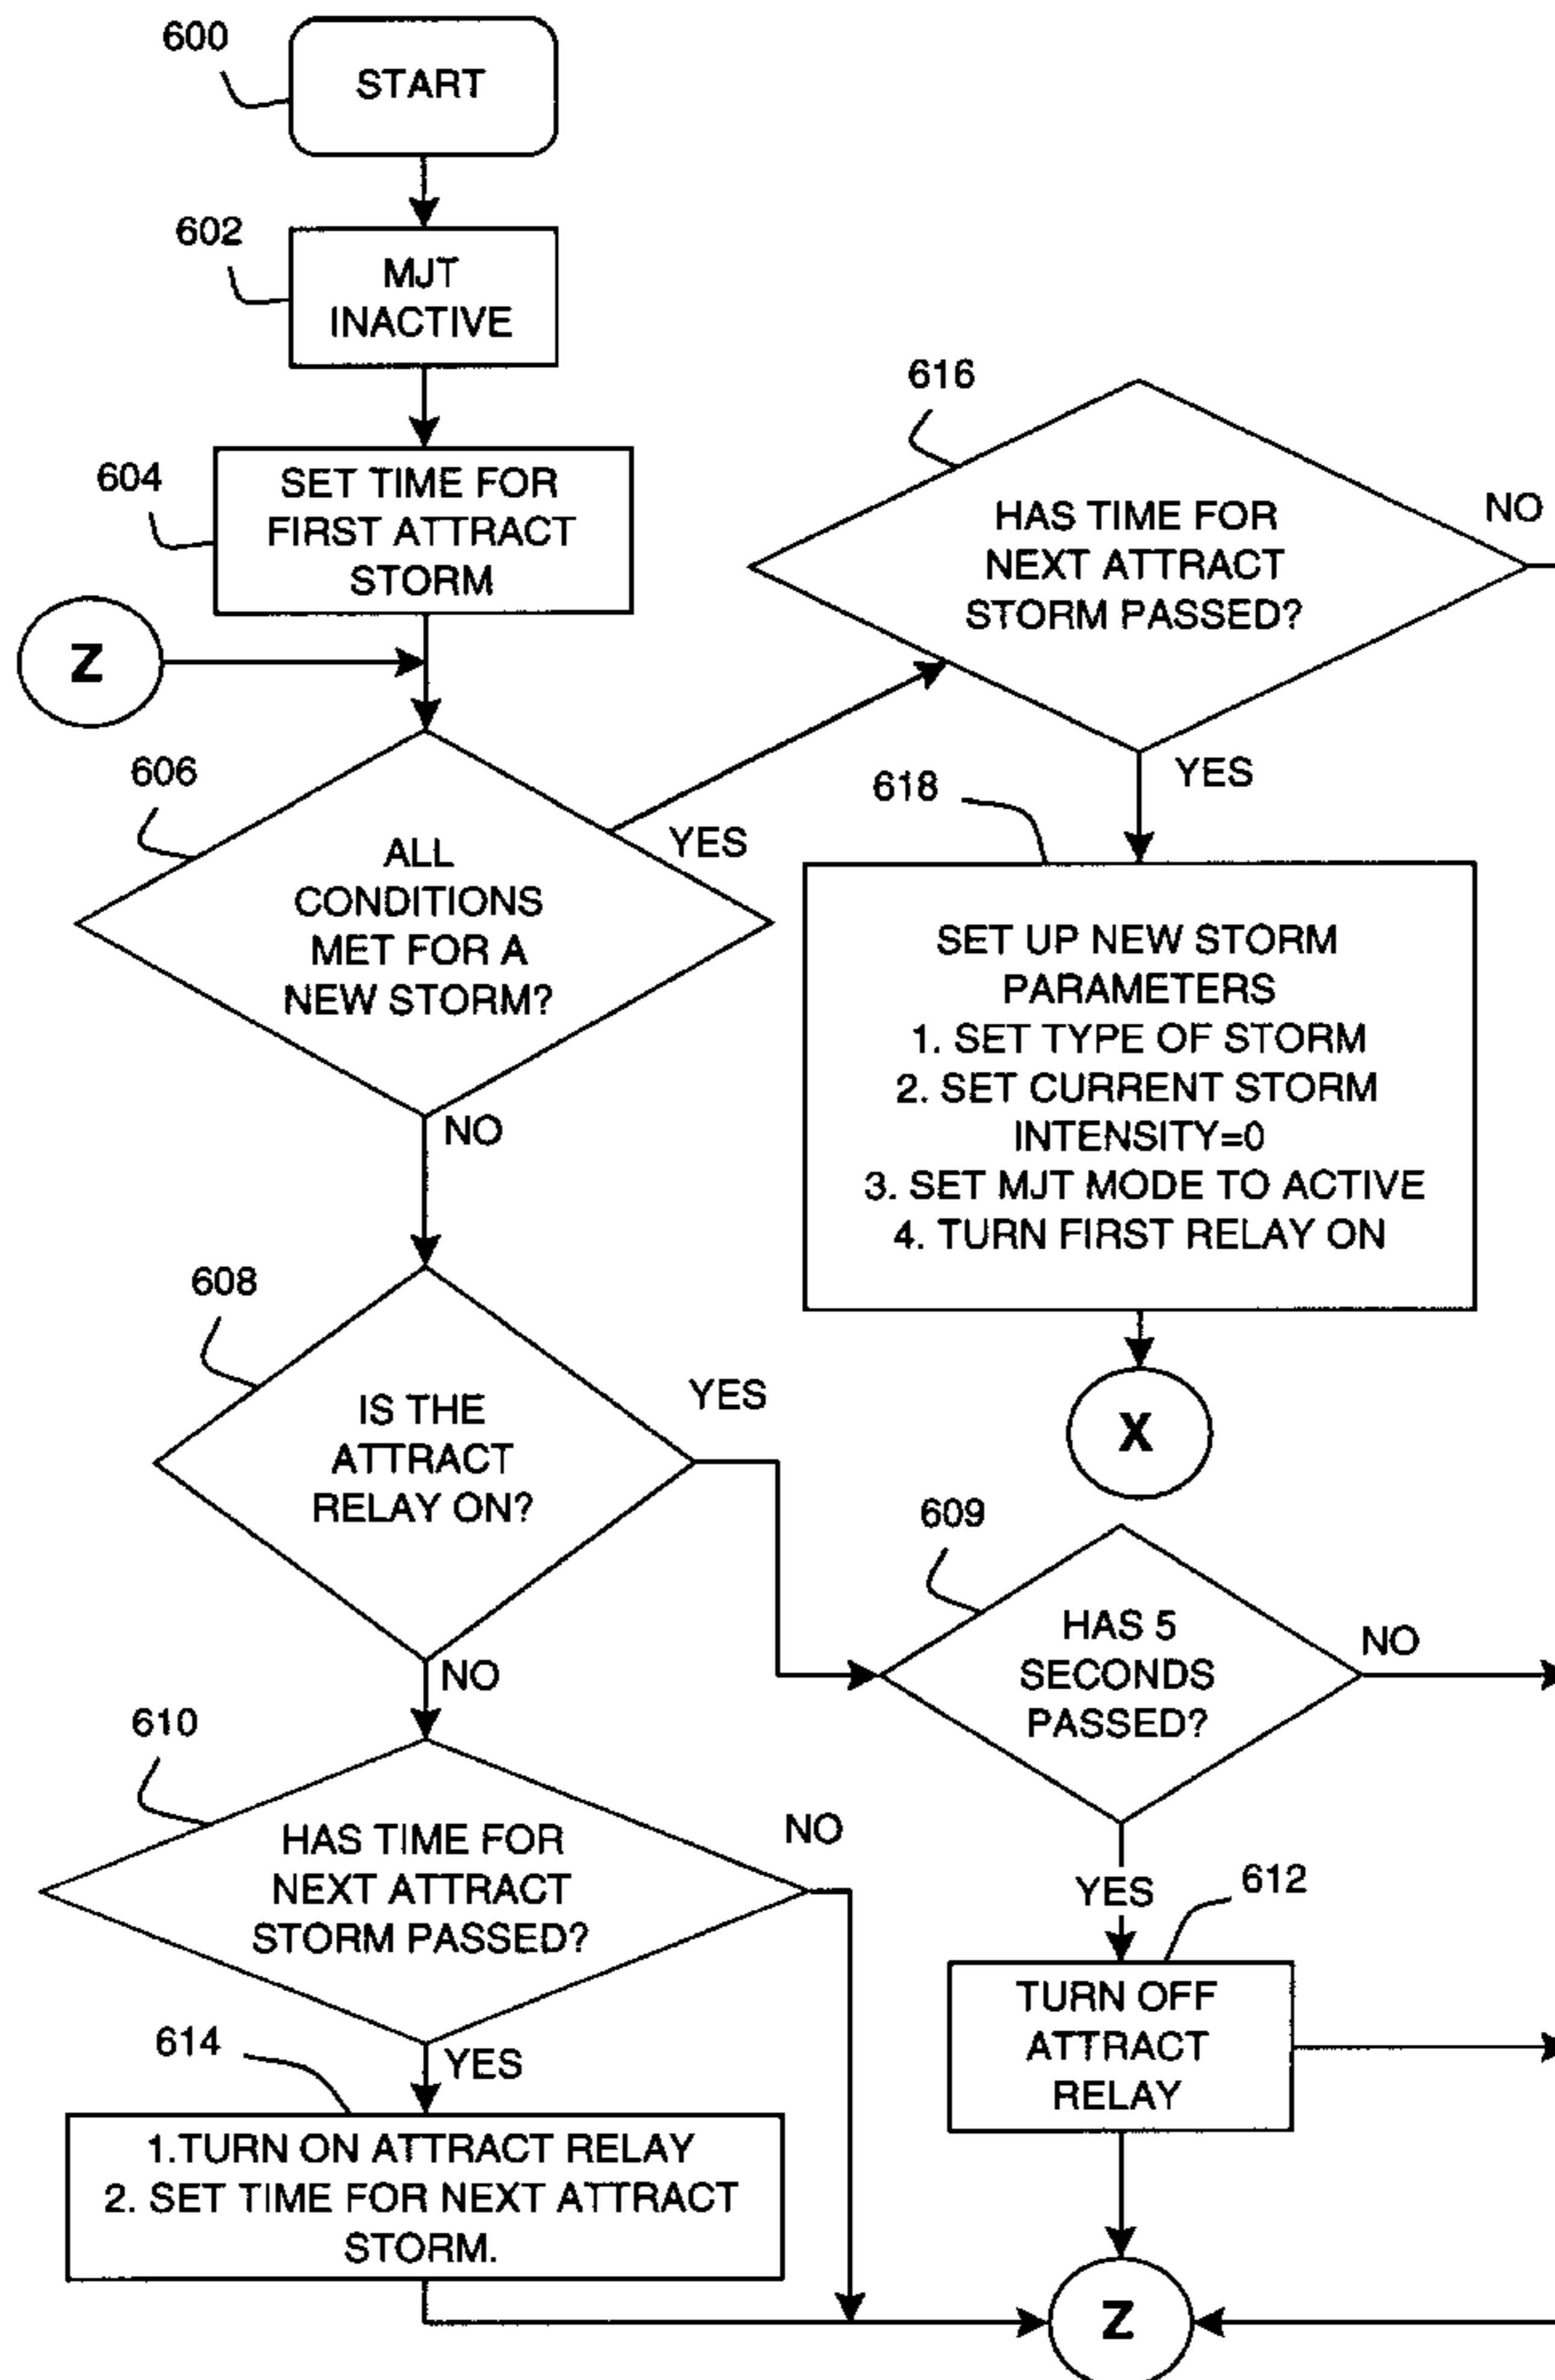 600
START
602
MJT
INACTIVE
604
SET TIME FOR
FIRST ATTRACT
STORM
Z
606
ALL
CONDITIONS
MET FOR A
NEW STORM?
YES
NO
616
HAS TIME FOR
NEXT ATTRACT
STORM PASSED?
NO
YES
618
SET UP NEW STORM
PARAMETERS
1. SET TYPE OF STORM
2. SET CURRENT STORM
INTENSITY=0
3. SET MJT MODE TO ACTIVE
4. TURN FIRST RELAY ON
X
608
IS THE
ATTRACT
RELAY ON?
YES
NO
609
HAS 5
SECONDS
PASSED?
NO
YES
610
HAS TIME FOR
NEXT ATTRACT
STORM PASSED?
NO
YES
612
TURN OFF
ATTRACT
RELAY
614
1.TURN ON ATTRACT RELAY
2. SET TIME FOR NEXT ATTRACT
STORM.
Z